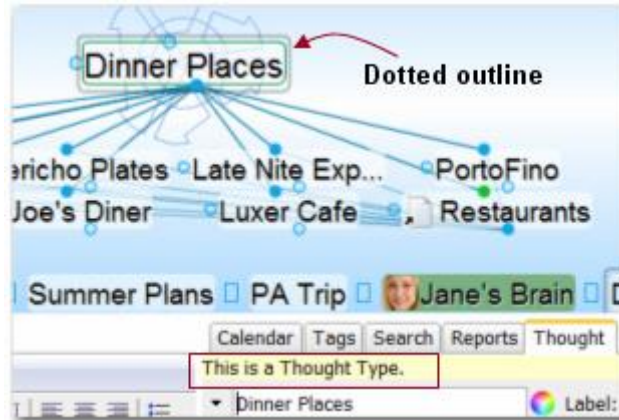 Dinner Places
Dotted outline
ericho Plates Late Nite Exp... PortoFino
Joe's Diner Luxer Cafe Restaurants
Summer Plans PA Trip Jane's Brain
Calendar Tags Search Reports Thought
This is a Thought Type.
Dinner Places Label: